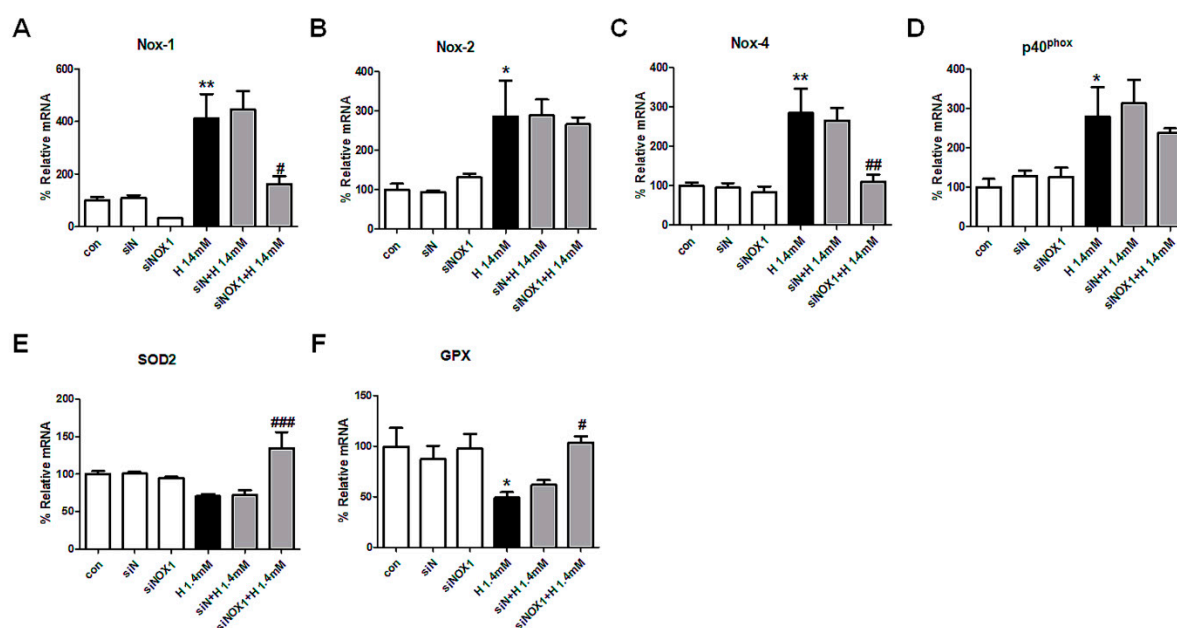 A
Nox-1
% Relative mRNA
600
400
200
0
**
#
con
siN
siNOX1
H 1.4mM
siN+H 1.4mM
siNOX1+H 1.4mM
B
Nox-2
% Relative mRNA
400
300
200
100
0
*
con
siN
siNOX1
H 1.4mM
siN+H 1.4mM
siNOX1+H 1.4mM
C
Nox-4
% Relative mRNA
400
300
200
100
0
**
##
con
siN
siNOX1
H 1.4mM
siN+H 1.4mM
siNOX1+H 1.4mM
D
p40phox
% Relative mRNA
400
300
200
100
0
*
con
siN
siNOX1
H 1.4mM
siN+H 1.4mM
siNOX1+H 1.4mM
E
SOD2
% Relative mRNA
200
150
100
50
0
###
con
siN
siNOX1
H 1.4mM
siN+H 1.4mM
siNOX1+H 1.4mM
F
GPX
% Relative mRNA
150
100
50
0
*
#
con
siN
siNOX1
H 1.4mM
siN+H 1.4mM
siNOX1+H 1.4mM